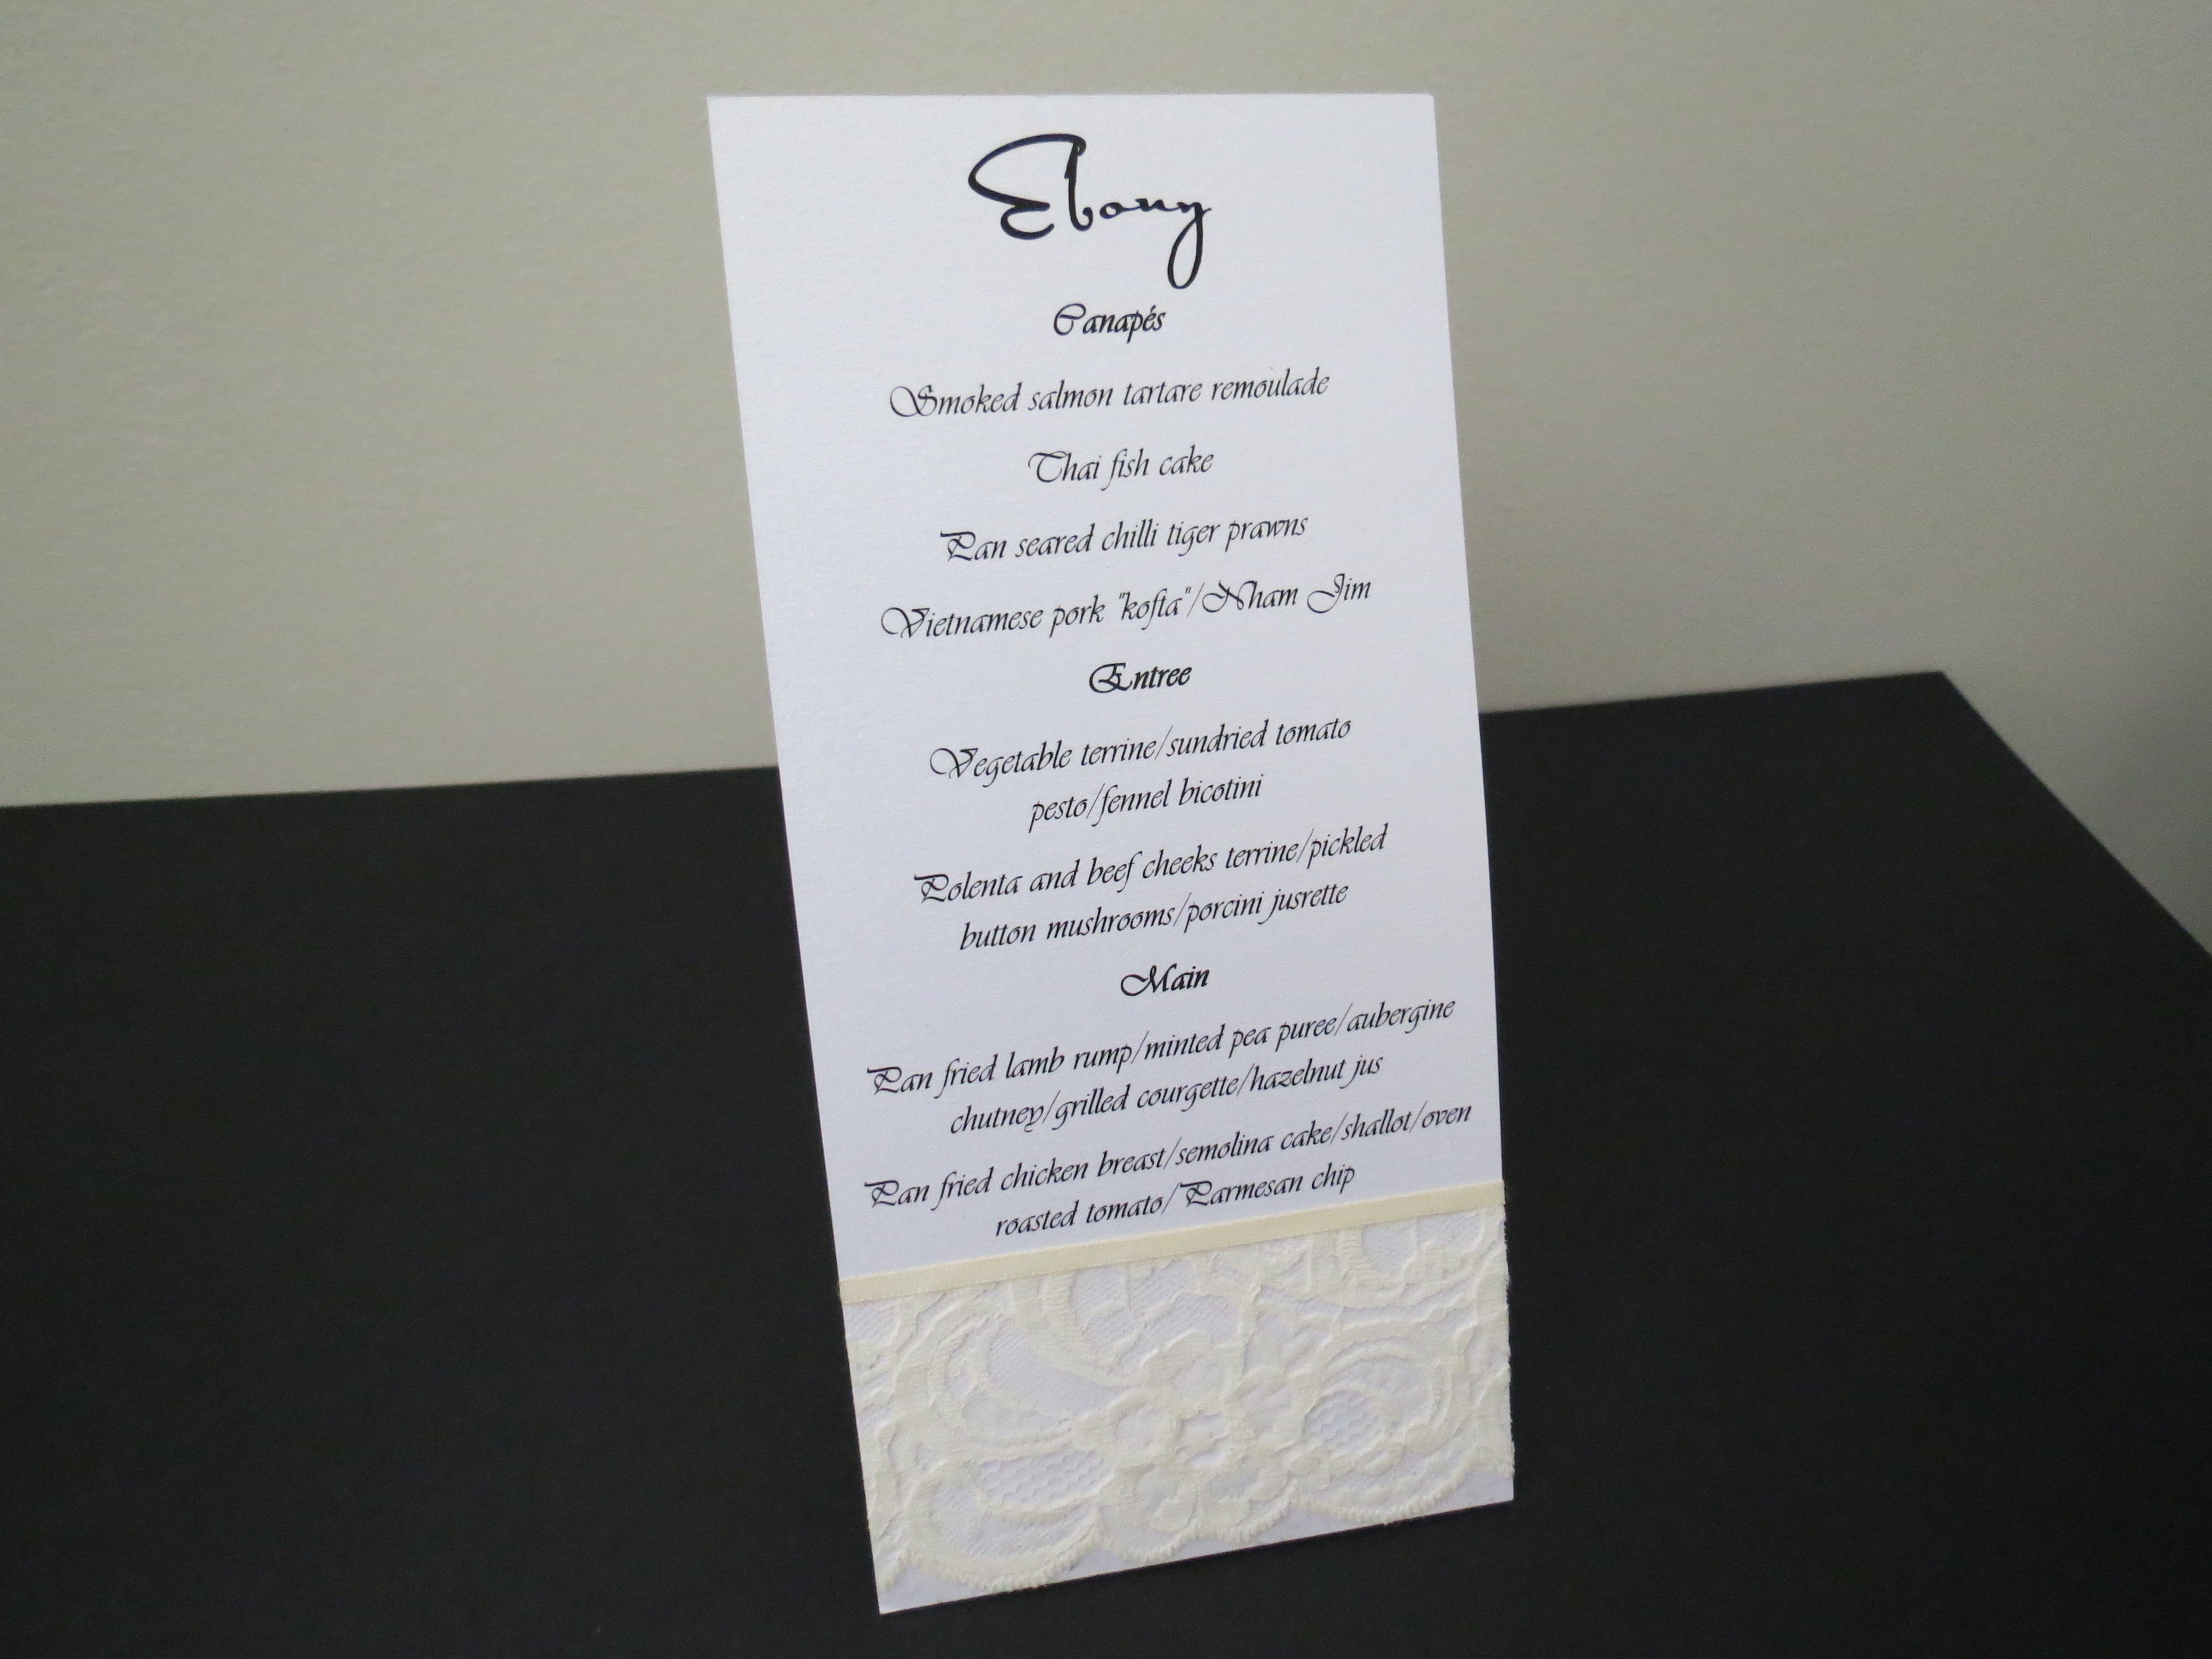 Ebony
Canapés
Smoked salmon tartare remoulade
Thai fish cake
Pan seared chilli tiger prawns
Vietnamese pork "kofta"/Nham Jim
Entree
Vegetable terrine/sundried tomato
pesto/fennel bicotini
Polenta and beef cheeks terrine/pickled
button mushrooms/porcini jusrette
Main
Pan fried lamb rump/minted pea puree/aubergine
chutney/grilled courgette/hazelnut jus
Pan fried chicken breast/semolina cake/shallot/oven
roasted tomato/Parmesan chip